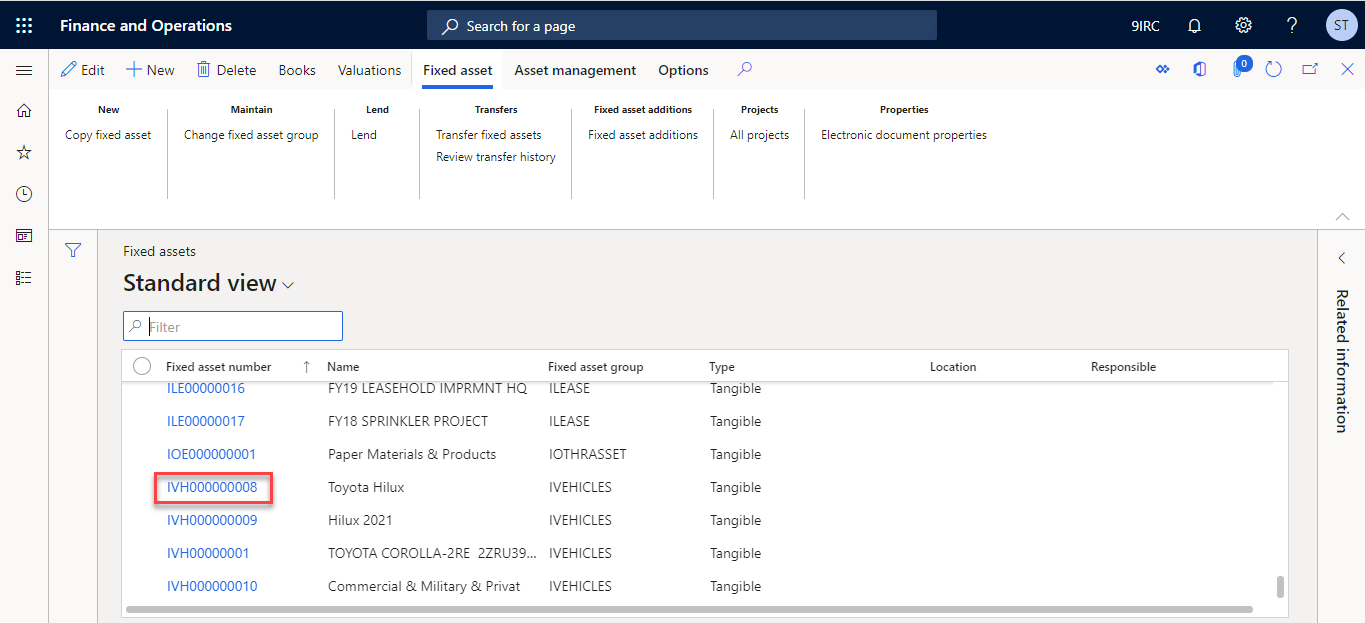 Finance and Operations Search for a page 9IRC ? ST
Edit New Delete Books Valuations Fixed asset Asset management Options 0
New Maintain Lend Transfers Fixed asset additions Projects Properties
Copy fixed asset Change fixed asset group Lend Transfer fixed assets Fixed asset additions All projects Electronic document properties
Review transfer history
Fixed assets
Standard view
Filter
Related information
Fixed asset number Name Fixed asset group Type Location Responsible
ILE00000016 FY19 LEASEHOLD IMPRMNT HQ ILEASE Tangible
ILE00000017 FY18 SPRINKLER PROJECT ILEASE Tangible
IOE000000001 Paper Materials & Products IOTHRASSET Tangible
IVH000000008 Toyota Hilux IVEHICLES Tangible
IVH000000009 Hilux 2021 IVEHICLES Tangible
IVH00000001 TOYOTA COROLLA-2RE 2ZRU39... IVEHICLES Tangible
IVH000000010 Commercial & Military & Privat IVEHICLES Tangible